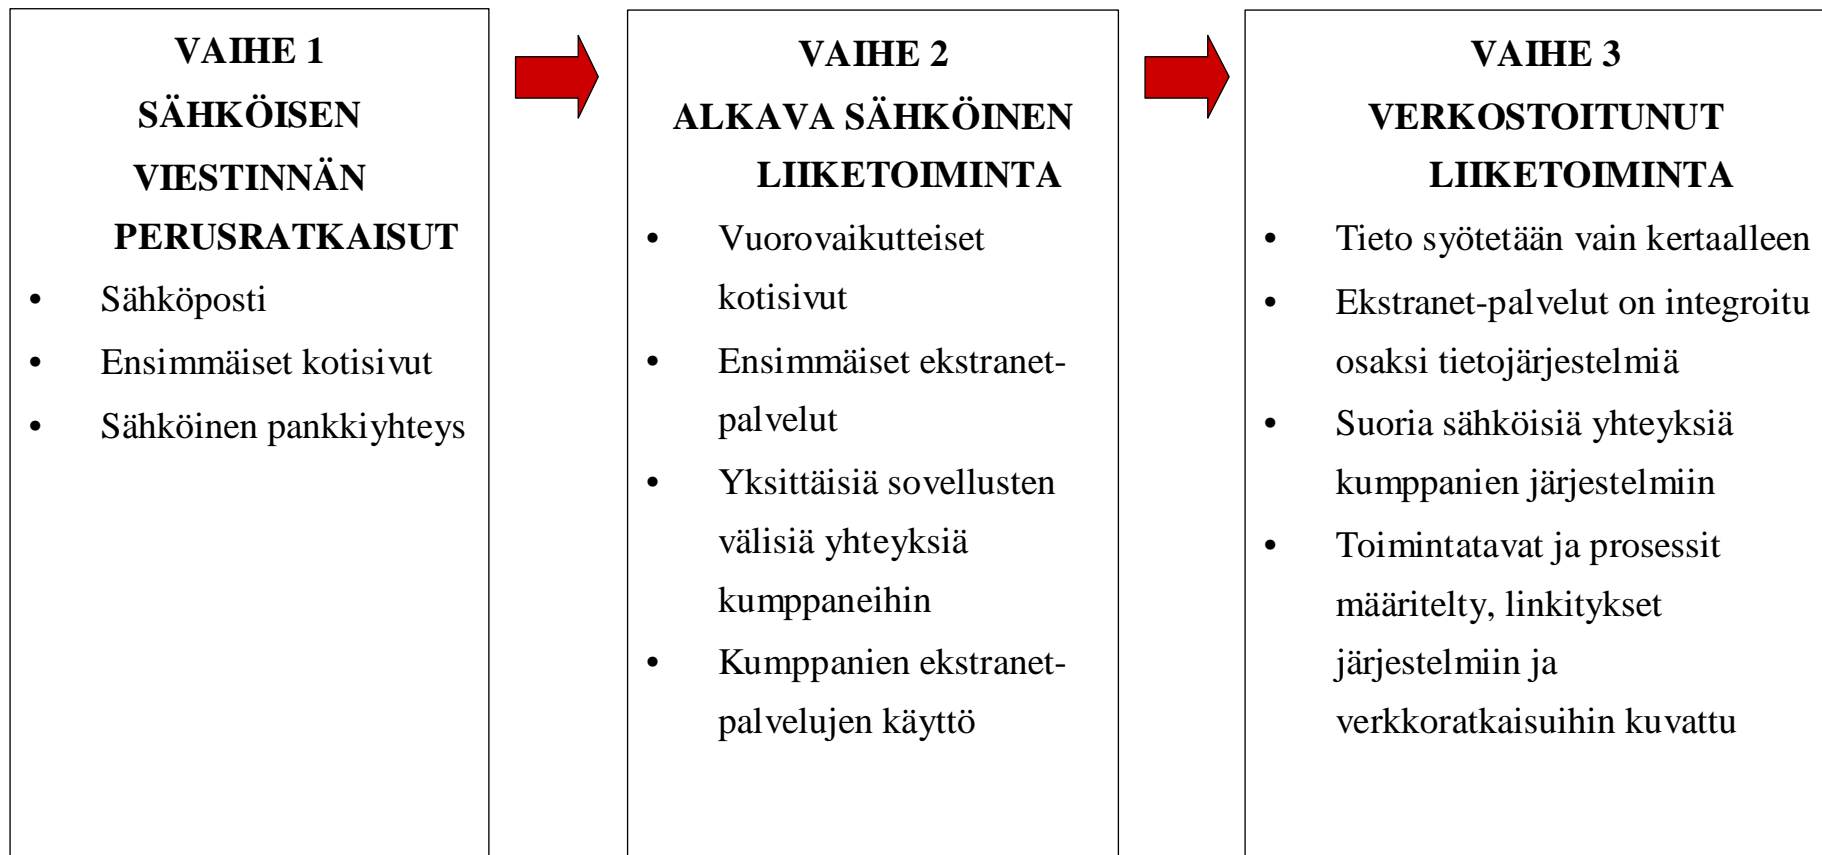 VAIHE 1
SÄHKÖISEN
VIESTINNÄN
PERUSRATKAISUT
• Sähköposti
• Ensimmäiset kotisivut
• Sähköinen pankkiyhteys
VAIHE 2
ALKAVA SÄHKÖINEN
LIIKETOIMINTA
• Vuorovaikutteiset
kotisivut
• Ensimmäiset ekstranet-
palvelut
• Yksittäisiä sovellusten
välisiä yhteyksiä
kumppaneihin
• Kumppanien ekstranet-
palvelujen käyttö
VAIHE 3
VERKOSTOITUNUT
LIIKETOIMINTA
• Tieto syötetään vain kertaalleen
• Ekstranet-palvelut on integroitu
osaksi tietojärjestelmiä
• Suoria sähköisiä yhteyksiä
kumppanien järjestelmiin
• Toimintatavat ja prosessit
määritelty, linkitykset
järjestelmiin ja
verkkoratkaisuihin kuvattu